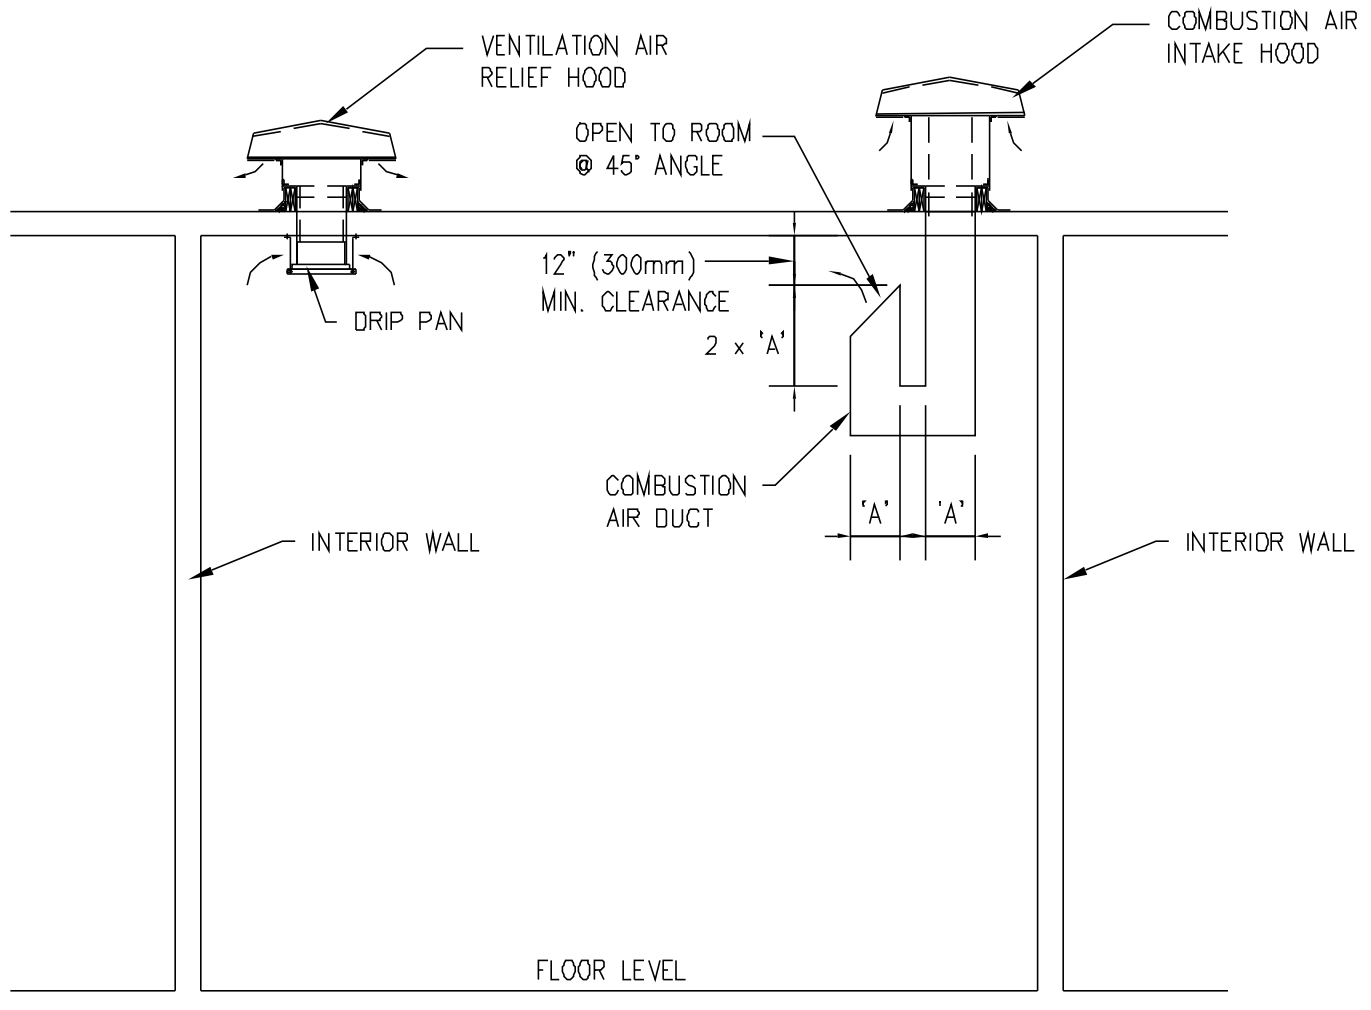 COMBUSTION AIR
INTAKE HOOD
VENTILATION AIR
RELIEF HOOD
OPEN TO ROOM
@ 45° ANGLE
12" (300mm)
MIN. CLEARANCE
DRIP PAN
2 x 'A'
COMBUSTION
AIR DUCT
'A' 'A'
INTERIOR WALL
INTERIOR WALL
FLOOR LEVEL